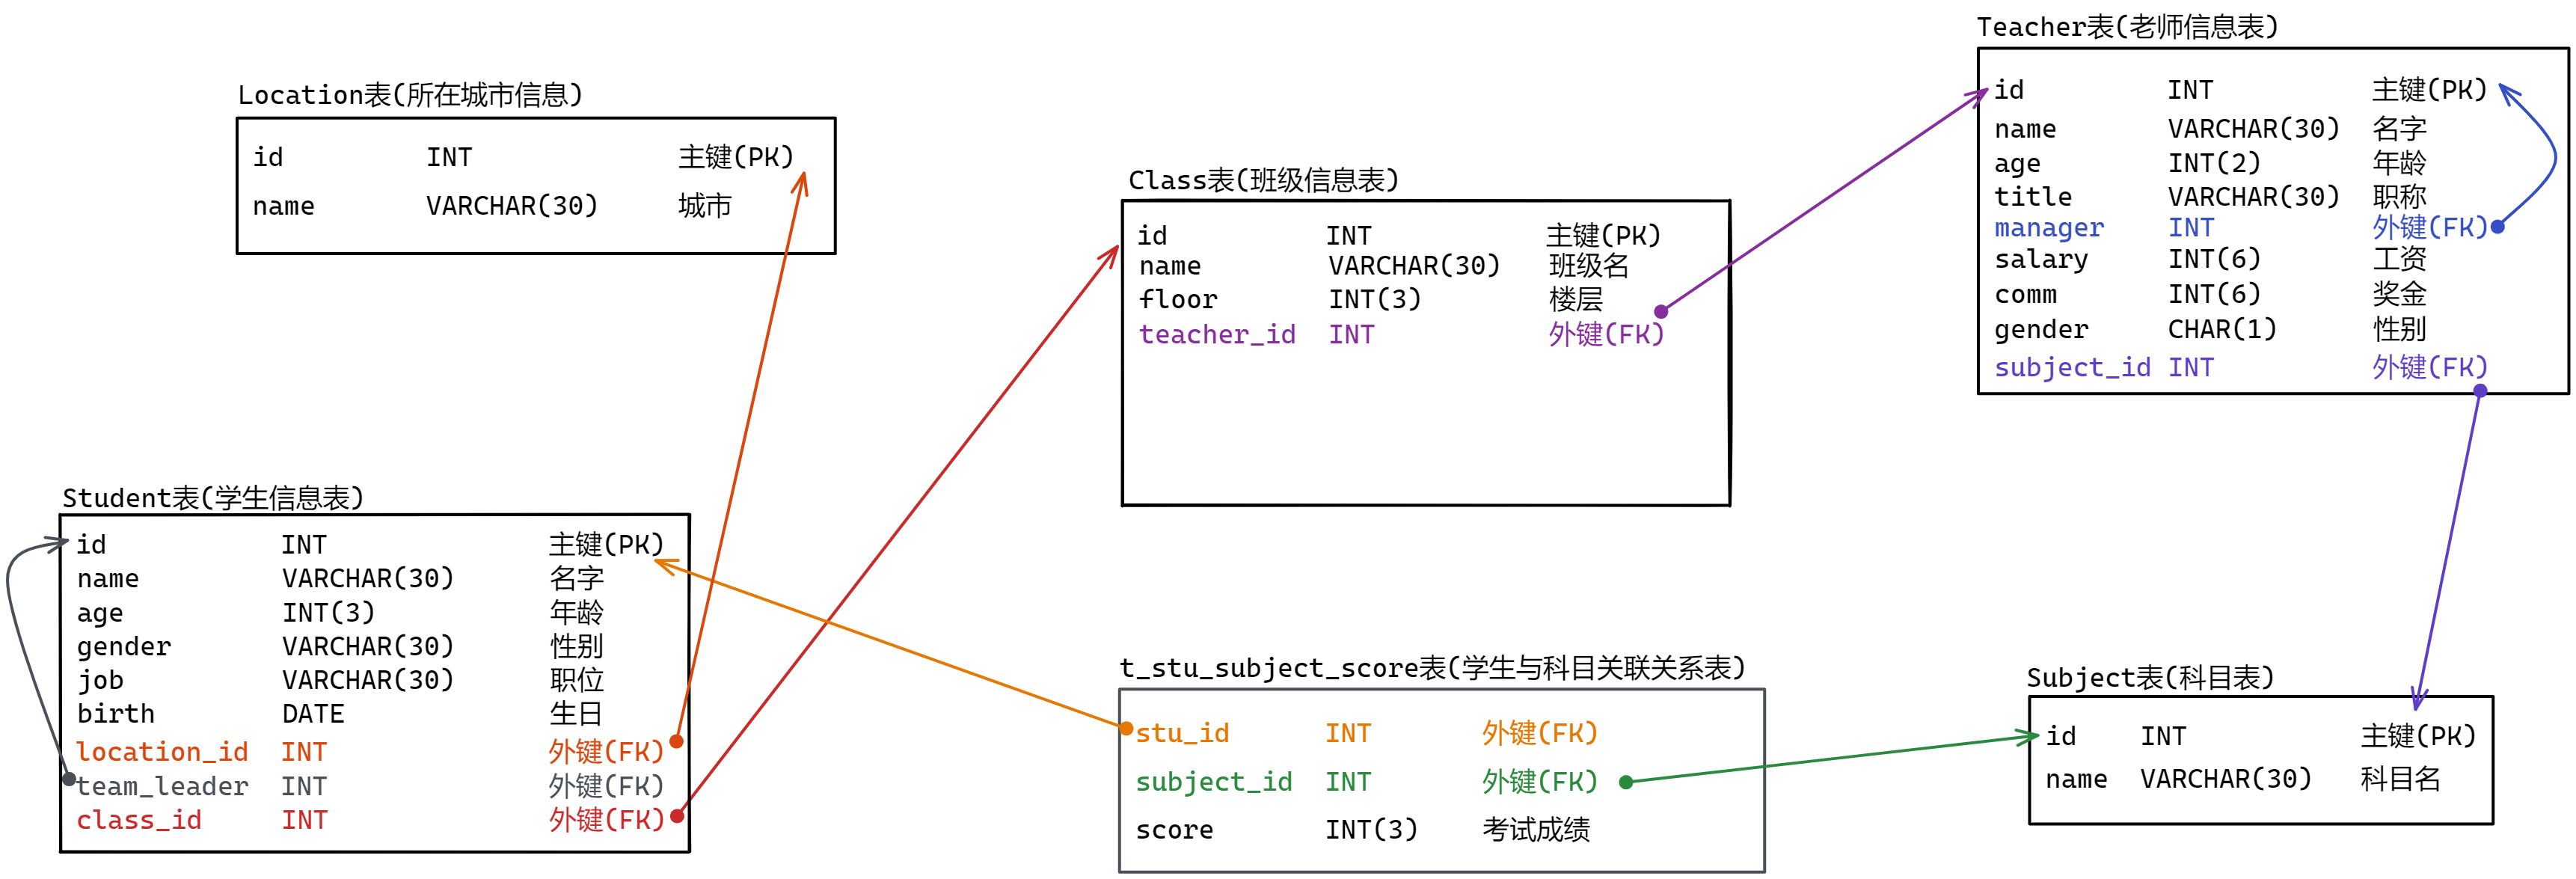 Teacher表(老师信息表)
id INT 主键(PK)
name VARCHAR(30) 名字
age INT(2) 年龄
title VARCHAR(30) 职称
manager INT 外键(FK)
salary INT(6) 工资
comm INT(6) 奖金
gender CHAR(1) 性别
subject_id INT 外键(FK)
Location表(所在城市信息)
id INT 主键(PK)
name VARCHAR(30) 城市
Class表(班级信息表)
id INT 主键(PK)
name VARCHAR(30) 班级名
floor INT(3) 楼层
teacher_id INT 外键(FK)
Student表(学生信息表)
id INT 主键(PK)
name VARCHAR(30) 名字
age INT(3) 年龄
gender VARCHAR(30) 性别
job VARCHAR(30) 职位
birth DATE 生日
location_id INT 外键(FK)
team_leader INT 外键(FK)
class_id INT 外键(FK)
t_stu_subject_score表(学生与科目关联关系表)
stu_id INT 外键(FK)
subject_id INT 外键(FK)
score INT(3) 考试成绩
Subject表(科目表)
id INT 主键(PK)
name VARCHAR(30) 科目名